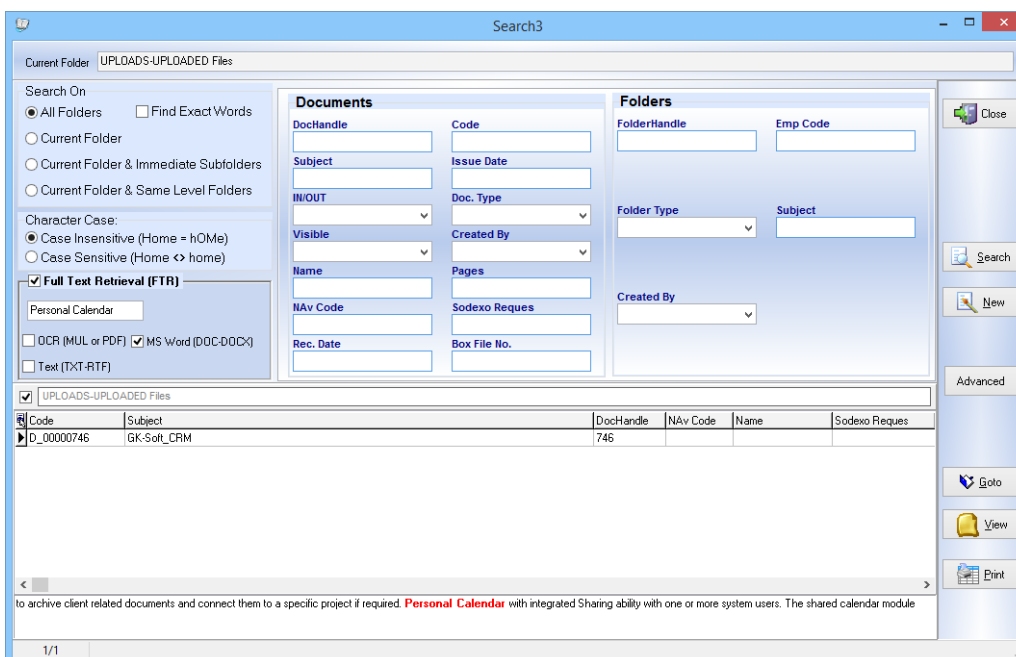 Search3
Current Folder UPLOADS-UPLOADED Files
Search On
All Folders Find Exact Words
Current Folder
Current Folder & Immediate Subfolders
Current Folder & Same Level Folders
Character Case:
Case Insensitive (Home = hOMe)
Case Sensitive (Home <> home)
Full Text Retrieval (FTR)
Personal Calendar
OCR (MUL or PDF) MS Word (DOC-DOCX)
Text (TXT-RTF)
Documents
DocHandle Code
Subject Issue Date
IN/OUT Doc. Type
Visible Created By
Name Pages
NAv Code Sodexo Reques
Rec. Date Box File No.
Folders
FolderHandle Emp Code
Folder Type Subject
Created By
Close
Search
New
Advanced
Goto
View
Print
UPLOADS-UPLOADED Files
Code Subject DocHandle NAv Code Name Sodexo Reques
D_00000746 GK-Soft_CRM 746
to archive client related documents and connect them to a specific project if required. Personal Calendar with integrated Sharing ability with one or more system users. The shared calendar module
1/1